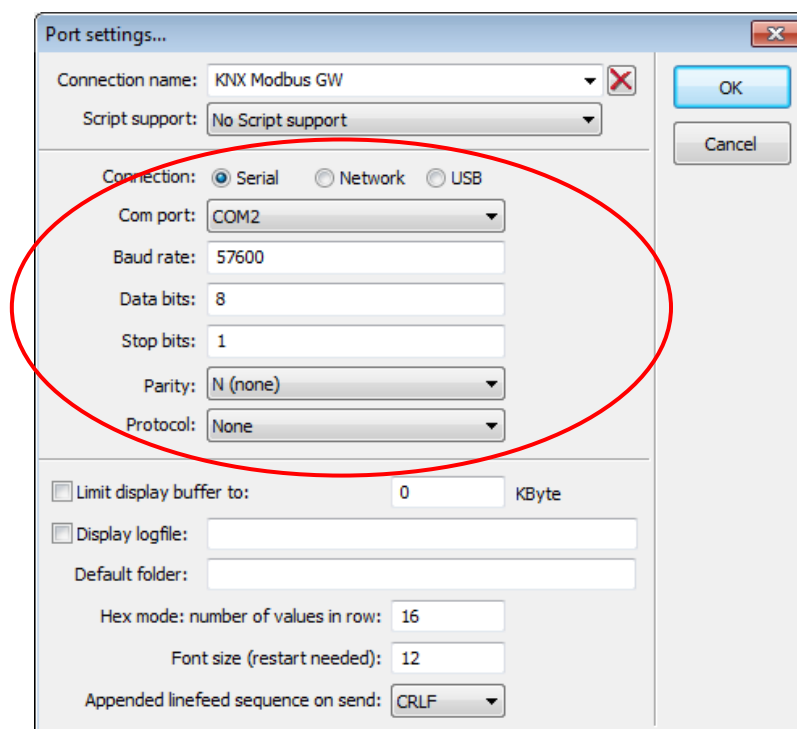 Port settings...
Connection name: KNX Modbus GW
OK
Script support: No Script support
Cancel
Connection: Serial Network USB
Com port: COM2
Baud rate: 57600
Data bits: 8
Stop bits: 1
Parity: N (none)
Protocol: None
Limit display buffer to: 0 KByte
Display logfile:
Default folder:
Hex mode: number of values in row: 16
Font size (restart needed): 12
Appended linefeed sequence on send: CRLF